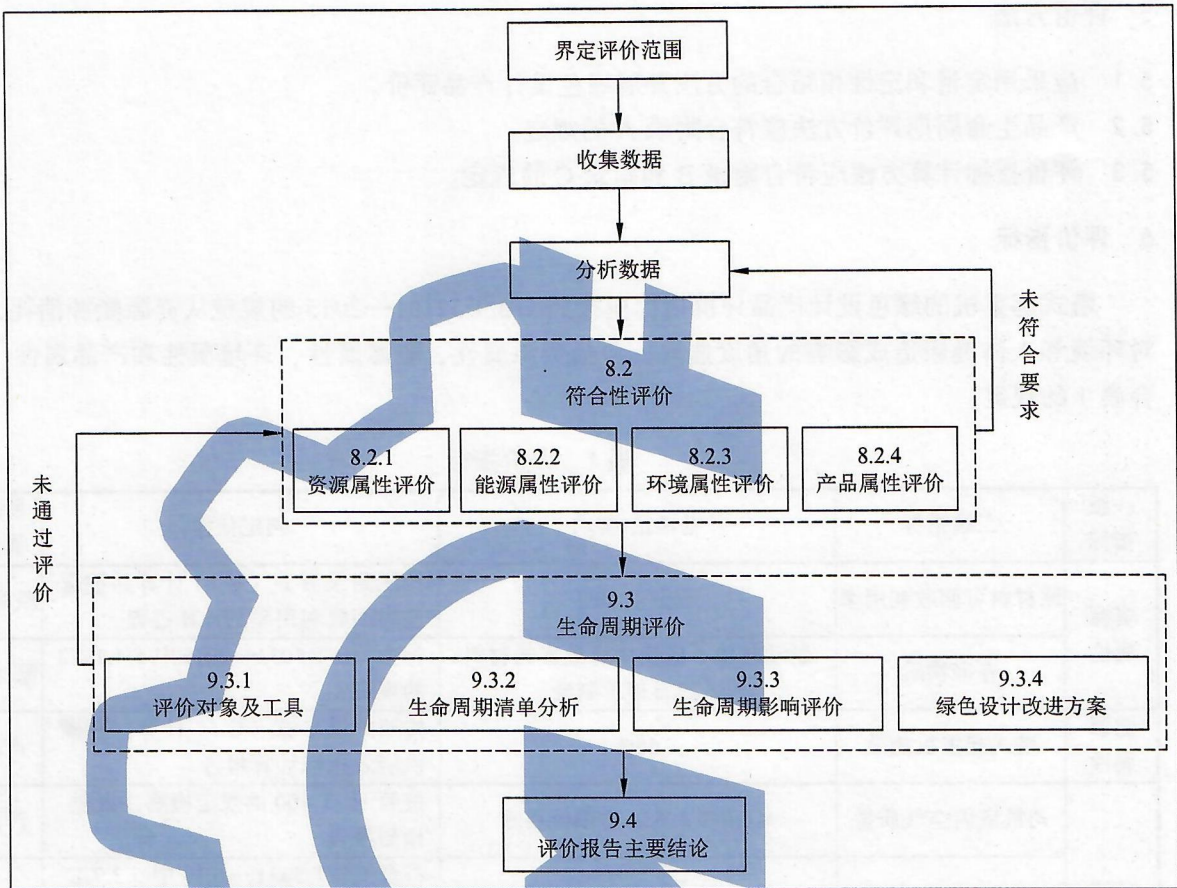 界定评价范围
收集数据
分析数据
未符合要求
8.2
符合性评价
8.2.1
资源属性评价
8.2.2
能源属性评价
8.2.3
环境属性评价
8.2.4
产品属性评价
未通过评价
9.3
生命周期评价
9.3.1
评价对象及工具
9.3.2
生命周期清单分析
9.3.3
生命周期影响评价
9.3.4
绿色设计改进方案
9.4
评价报告主要结论